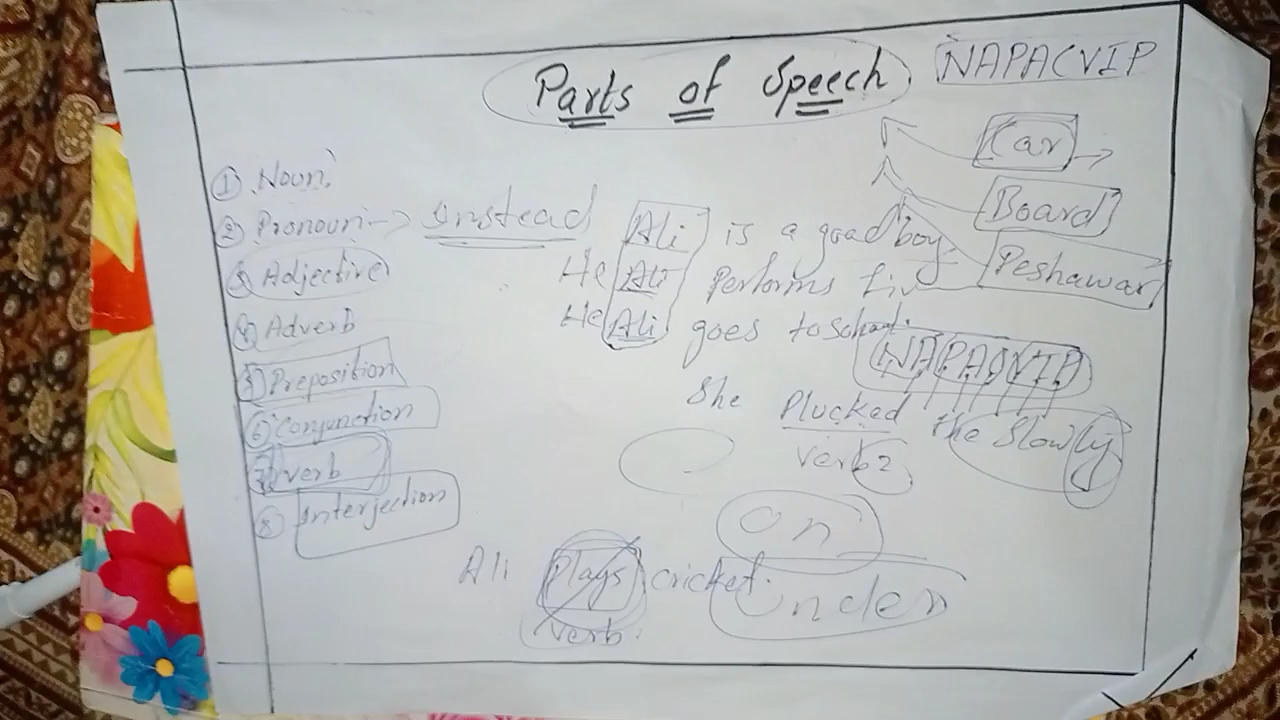 Parts of Speech
NAPACVIP
Car
Board
Peshawar
① Noun
② Pronoun → Instead
③ Adjective
④ Adverb
⑤ Preposition
⑥ Conjunction
⑦ Verb
⑧ Interjection
Ali is a good boy
He Ali Performs
He Ali goes to school.
NAPACVIP
She Plucked the Slowly
Verb 2
On
Under
Ali plays cricket.
Verb.